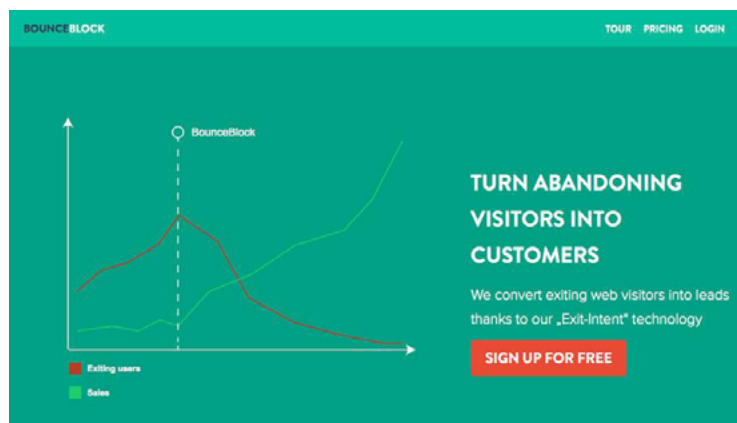 BOUNCEBLOCK
TOUR PRICING LOGIN
BounceBlock
Exiting users
Sales
TURN ABANDONING
VISITORS INTO
CUSTOMERS
We convert exiting web visitors into leads
thanks to our „Exit-Intent“ technology
SIGN UP FOR FREE